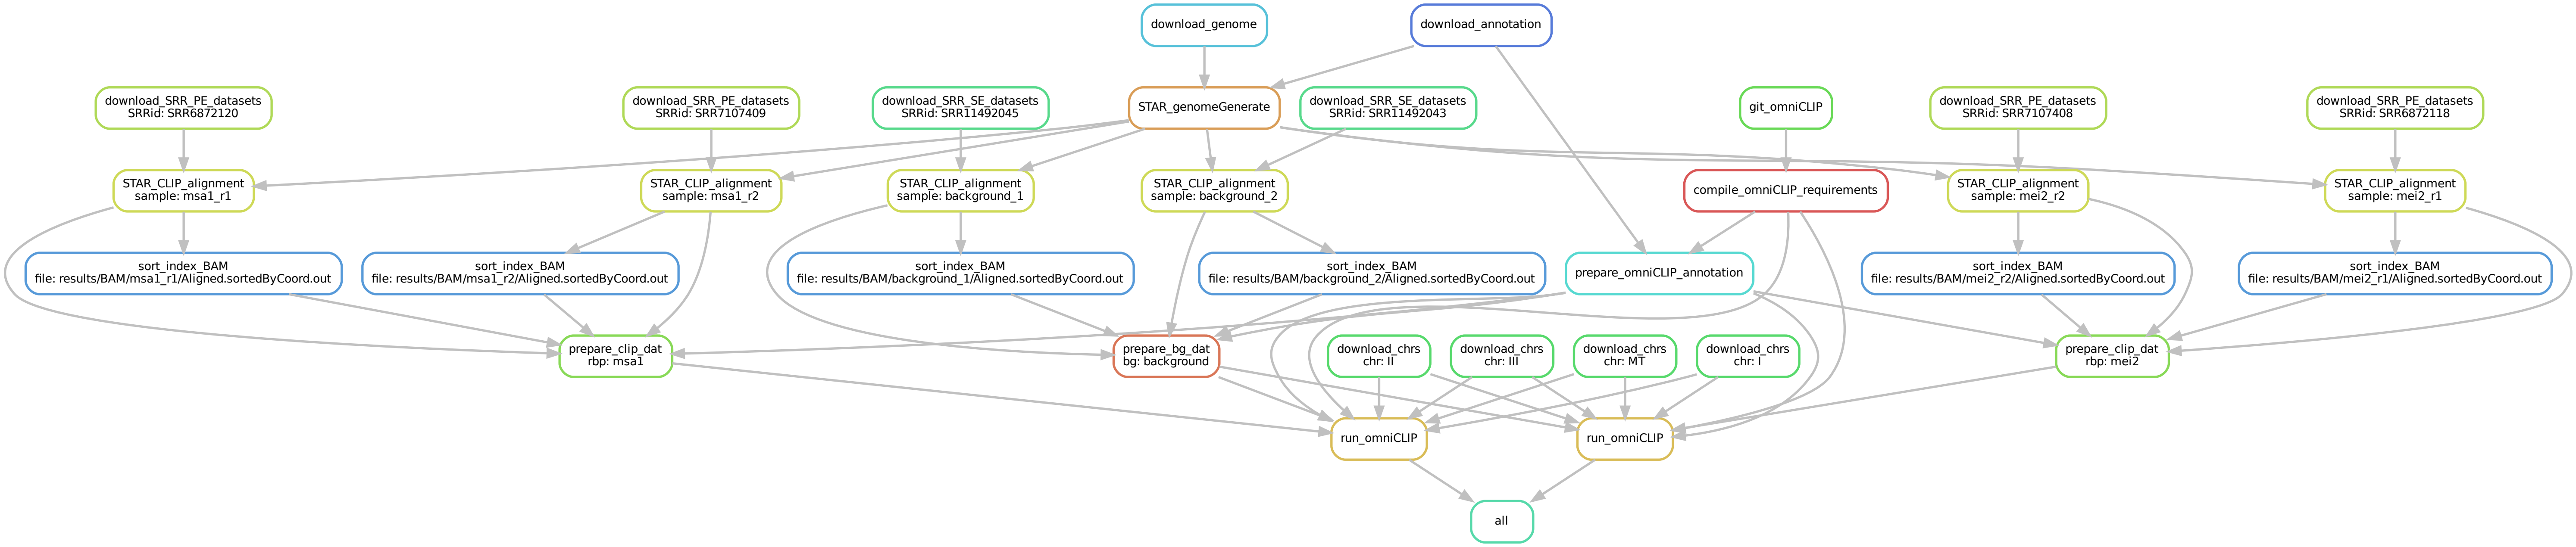 download_genome
download_annotation
download_SRR_PE_datasets
SRRid: SRR6872120
download_SRR_PE_datasets
SRRid: SRR7107409
download_SRR_SE_datasets
SRRid: SRR11492045
STAR_genomeGenerate
download_SRR_SE_datasets
SRRid: SRR11492043
git_omniCLIP
download_SRR_PE_datasets
SRRid: SRR7107408
download_SRR_PE_datasets
SRRid: SRR6872118
STAR_CLIP_alignment
sample: msa1_r1
STAR_CLIP_alignment
sample: msa1_r2
STAR_CLIP_alignment
sample: background_1
STAR_CLIP_alignment
sample: background_2
compile_omniCLIP_requirements
STAR_CLIP_alignment
sample: mei2_r2
STAR_CLIP_alignment
sample: mei2_r1
sort_index_BAM
file: results/BAM/msa1_r1/Aligned.sortedByCoord.out
sort_index_BAM
file: results/BAM/msa1_r2/Aligned.sortedByCoord.out
sort_index_BAM
file: results/BAM/background_1/Aligned.sortedByCoord.out
sort_index_BAM
file: results/BAM/background_2/Aligned.sortedByCoord.out
prepare_omniCLIP_annotation
sort_index_BAM
file: results/BAM/mei2_r2/Aligned.sortedByCoord.out
sort_index_BAM
file: results/BAM/mei2_r1/Aligned.sortedByCoord.out
prepare_clip_dat
rbp: msa1
prepare_bg_dat
bg: background
download_chrs
chr: II
download_chrs
chr: III
download_chrs
chr: MT
download_chrs
chr: I
prepare_clip_dat
rbp: mei2
run_omniCLIP
run_omniCLIP
all